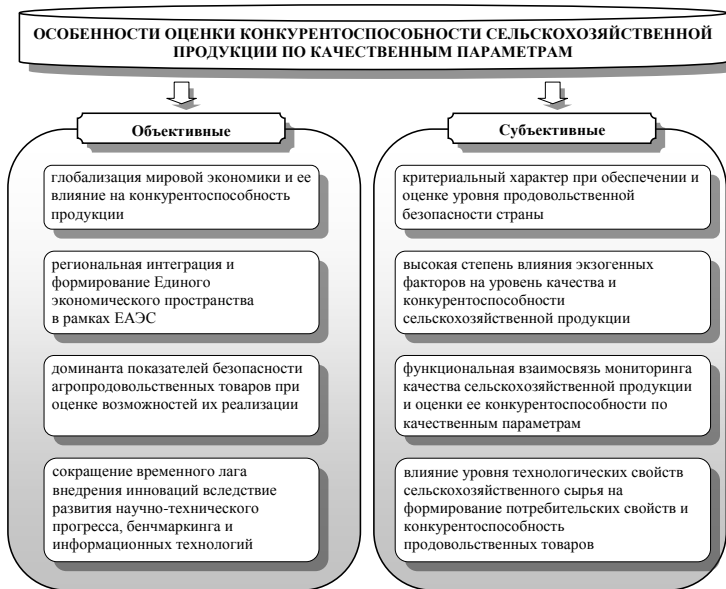 ОСОБЕННОСТИ ОЦЕНКИ КОНКУРЕНТОСПОСОБНОСТИ СЕЛЬСКОХОЗЯЙСТВЕННОЙ
ПРОДУКЦИИ ПО КАЧЕСТВЕННЫМ ПАРАМЕТРАМ
Объективные
глобализация мировой экономики и ее
влияние на конкурентоспособность
продукции
региональная интеграция и
формирование Единого
экономического пространства
в рамках ЕАЭС
доминанта показателей безопасности
агропродовольственных товаров при
оценке возможностей их реализации
сокращение временного лага
внедрения инноваций вследствие
развития научно-технического
прогресса, бенчмаркинга и
информационных технологий
Субъективные
критериальный характер при обеспечении и
оценке уровня продовольственной
безопасности страны
высокая степень влияния экзогенных
факторов на уровень качества и
конкурентоспособности
сельскохозяйственной продукции
функциональная взаимосвязь мониторинга
качества сельскохозяйственной продукции
и оценки ее конкурентоспособности по
качественным параметрам
влияние уровня технологических свойств
сельскохозяйственного сырья на
формирование потребительских свойств и
конкурентоспособность
продовольственных товаров